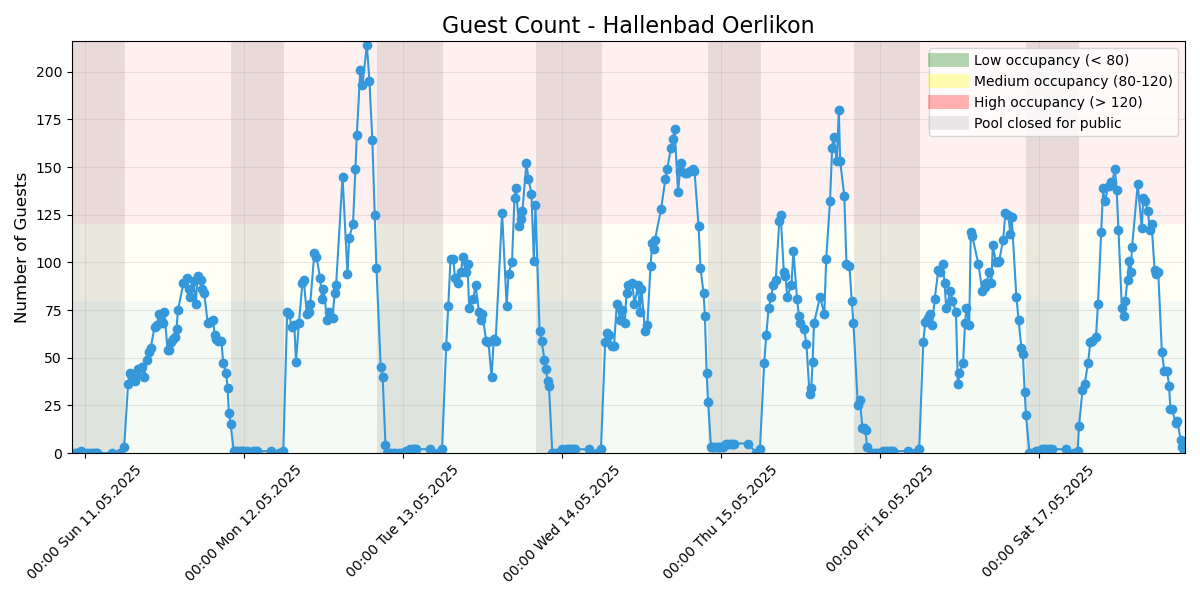 Guest Count - Hallenbad Oerlikon
Number of Guests
200
175
150
125
100
75
50
25
0
Low occupancy (< 80)
Medium occupancy (80-120)
High occupancy (> 120)
Pool closed for public
00:00 Sun 11.05.2025
00:00 Mon 12.05.2025
00:00 Tue 13.05.2025
00:00 Wed 14.05.2025
00:00 Thu 15.05.2025
00:00 Fri 16.05.2025
00:00 Sat 17.05.2025